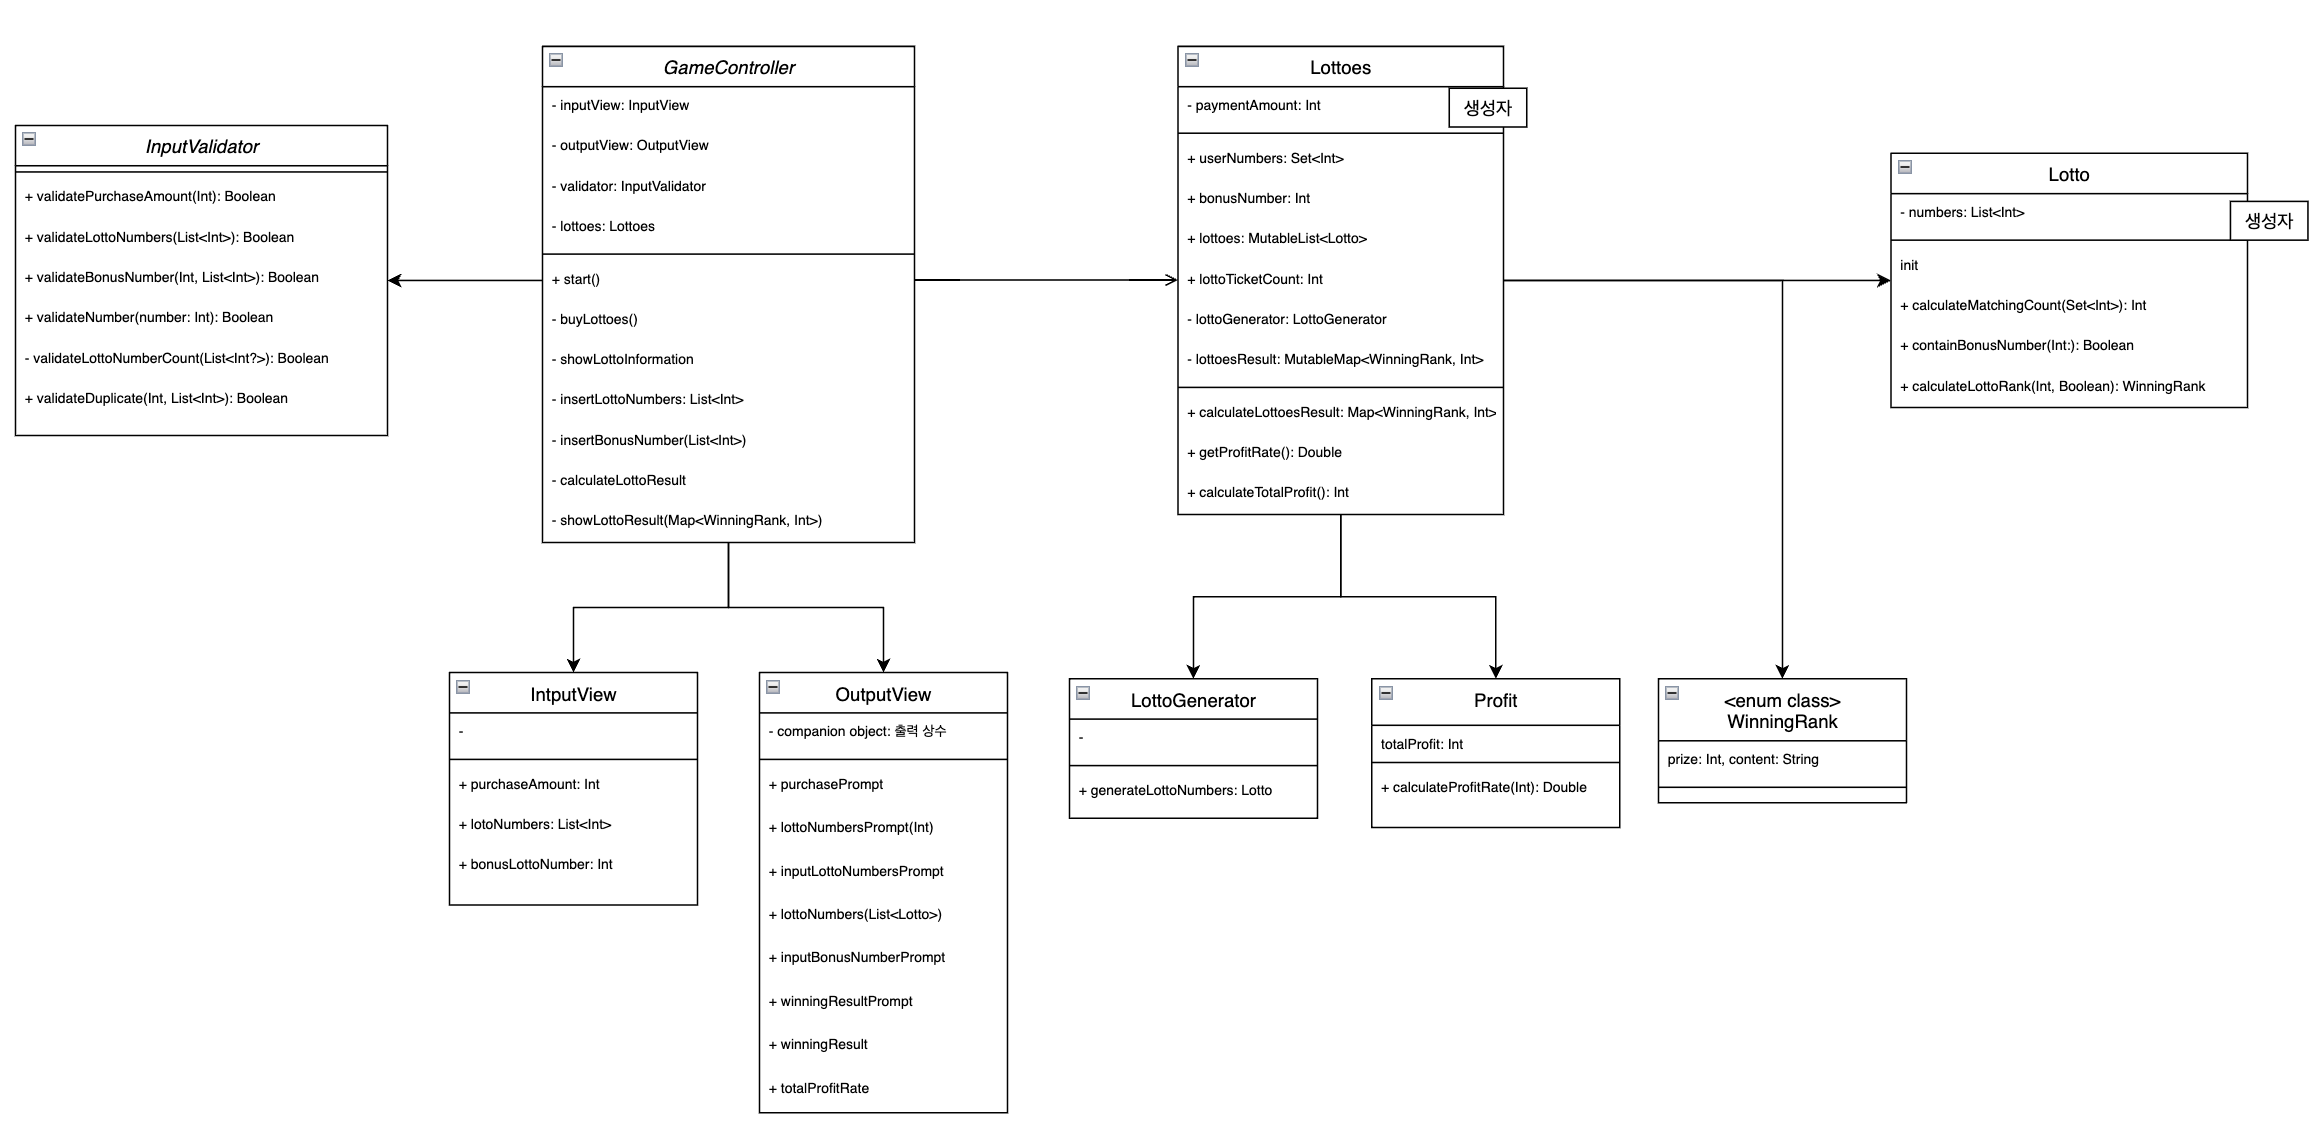 InputValidator
+ validatePurchaseAmount(Int): Boolean
+ validateLottoNumbers(List<Int>): Boolean
+ validateBonusNumber(Int, List<Int>): Boolean
+ validateNumber(number: Int): Boolean
- validateLottoNumberCount(List<Int?>): Boolean
+ validateDuplicate(Int, List<Int>): Boolean
GameController
- inputView: InputView
- outputView: OutputView
- validator: InputValidator
- lottoes: Lottoes
+ start()
- buyLottoes()
- showLottoInformation
- insertLottoNumbers: List<Int>
- insertBonusNumber(List<Int>)
- calculateLottoResult
- showLottoResult(Map<WinningRank, Int>)
Lottoes
- paymentAmount: Int
생성자
+ userNumbers: Set<Int>
+ bonusNumber: Int
+ lottoes: MutableList<Lotto>
+ lottoTicketCount: Int
- lottoGenerator: LottoGenerator
- lottoesResult: MutableMap<WinningRank, Int>
+ calculateLottoesResult: Map<WinningRank, Int>
+ getProfitRate(): Double
+ calculateTotalProfit(): Int
Lotto
- numbers: List<Int>
생성자
init
+ calculateMatchingCount(Set<Int>): Int
+ containBonusNumber(Int:): Boolean
+ calculateLottoRank(Int, Boolean): WinningRank
IntputView
-
+ purchaseAmount: Int
+ lotoNumbers: List<Int>
+ bonusLottoNumber: Int
OutputView
- companion object: 출력 상수
+ purchasePrompt
+ lottoNumbersPrompt(Int)
+ inputLottoNumbersPrompt
+ lottoNumbers(List<Lotto>)
+ inputBonusNumberPrompt
+ winningResultPrompt
+ winningResult
+ totalProfitRate
LottoGenerator
-
+ generateLottoNumbers: Lotto
Profit
totalProfit: Int
+ calculateProfitRate(Int): Double
<enum class>
WinningRank
prize: Int, content: String